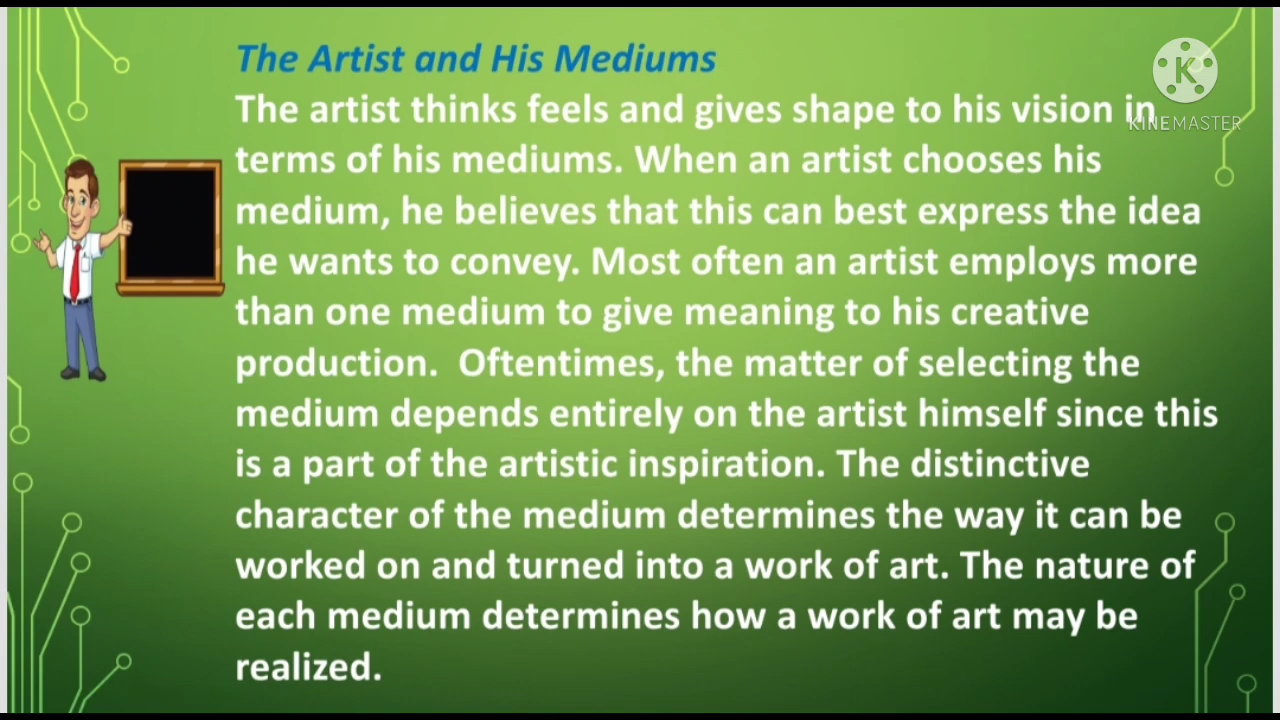 The Artist and His Mediums
The artist thinks feels and gives shape to his vision in
terms of his mediums. When an artist chooses his
medium, he believes that this can best express the idea
he wants to convey. Most often an artist employs more
than one medium to give meaning to his creative
production.  Oftentimes, the matter of selecting the
medium depends entirely on the artist himself since this
is a part of the artistic inspiration. The distinctive
character of the medium determines the way it can be
worked on and turned into a work of art. The nature of
each medium determines how a work of art may be
realized.
K
KINEMASTER